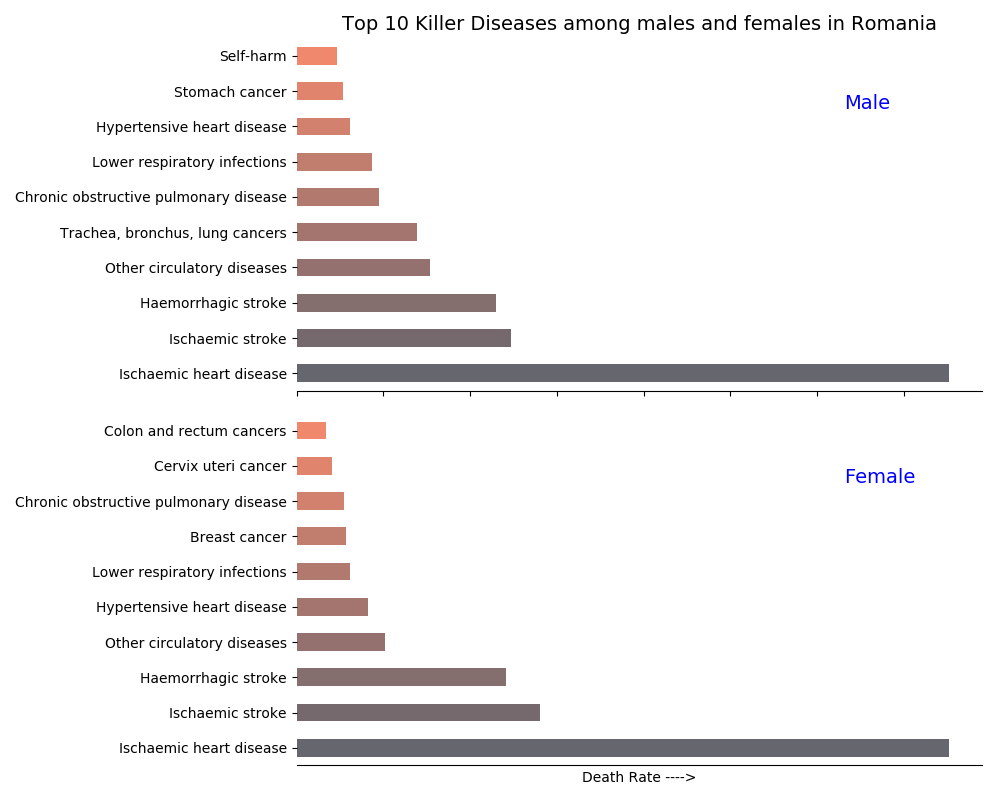 Top 10 Killer Diseases among males and females in Romania
Self-harm
Stomach cancer
Male
Hypertensive heart disease
Lower respiratory infections
Chronic obstructive pulmonary disease
Trachea, bronchus, lung cancers
Other circulatory diseases
Haemorrhagic stroke
Ischaemic stroke
Ischaemic heart disease
Colon and rectum cancers
Cervix uteri cancer
Female
Chronic obstructive pulmonary disease
Breast cancer
Lower respiratory infections
Hypertensive heart disease
Other circulatory diseases
Haemorrhagic stroke
Ischaemic stroke
Ischaemic heart disease
Death Rate ---->